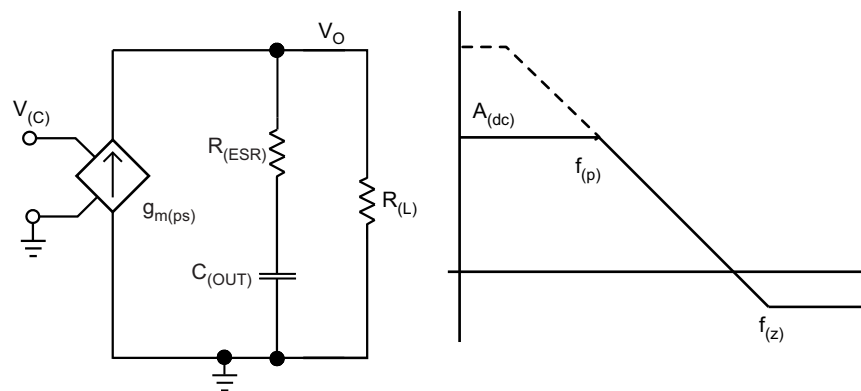 V_O
V_(C)
R_(ESR)
g_m(ps)
R_(L)
C_(OUT)
A_(dc)
f_(p)
f_(z)